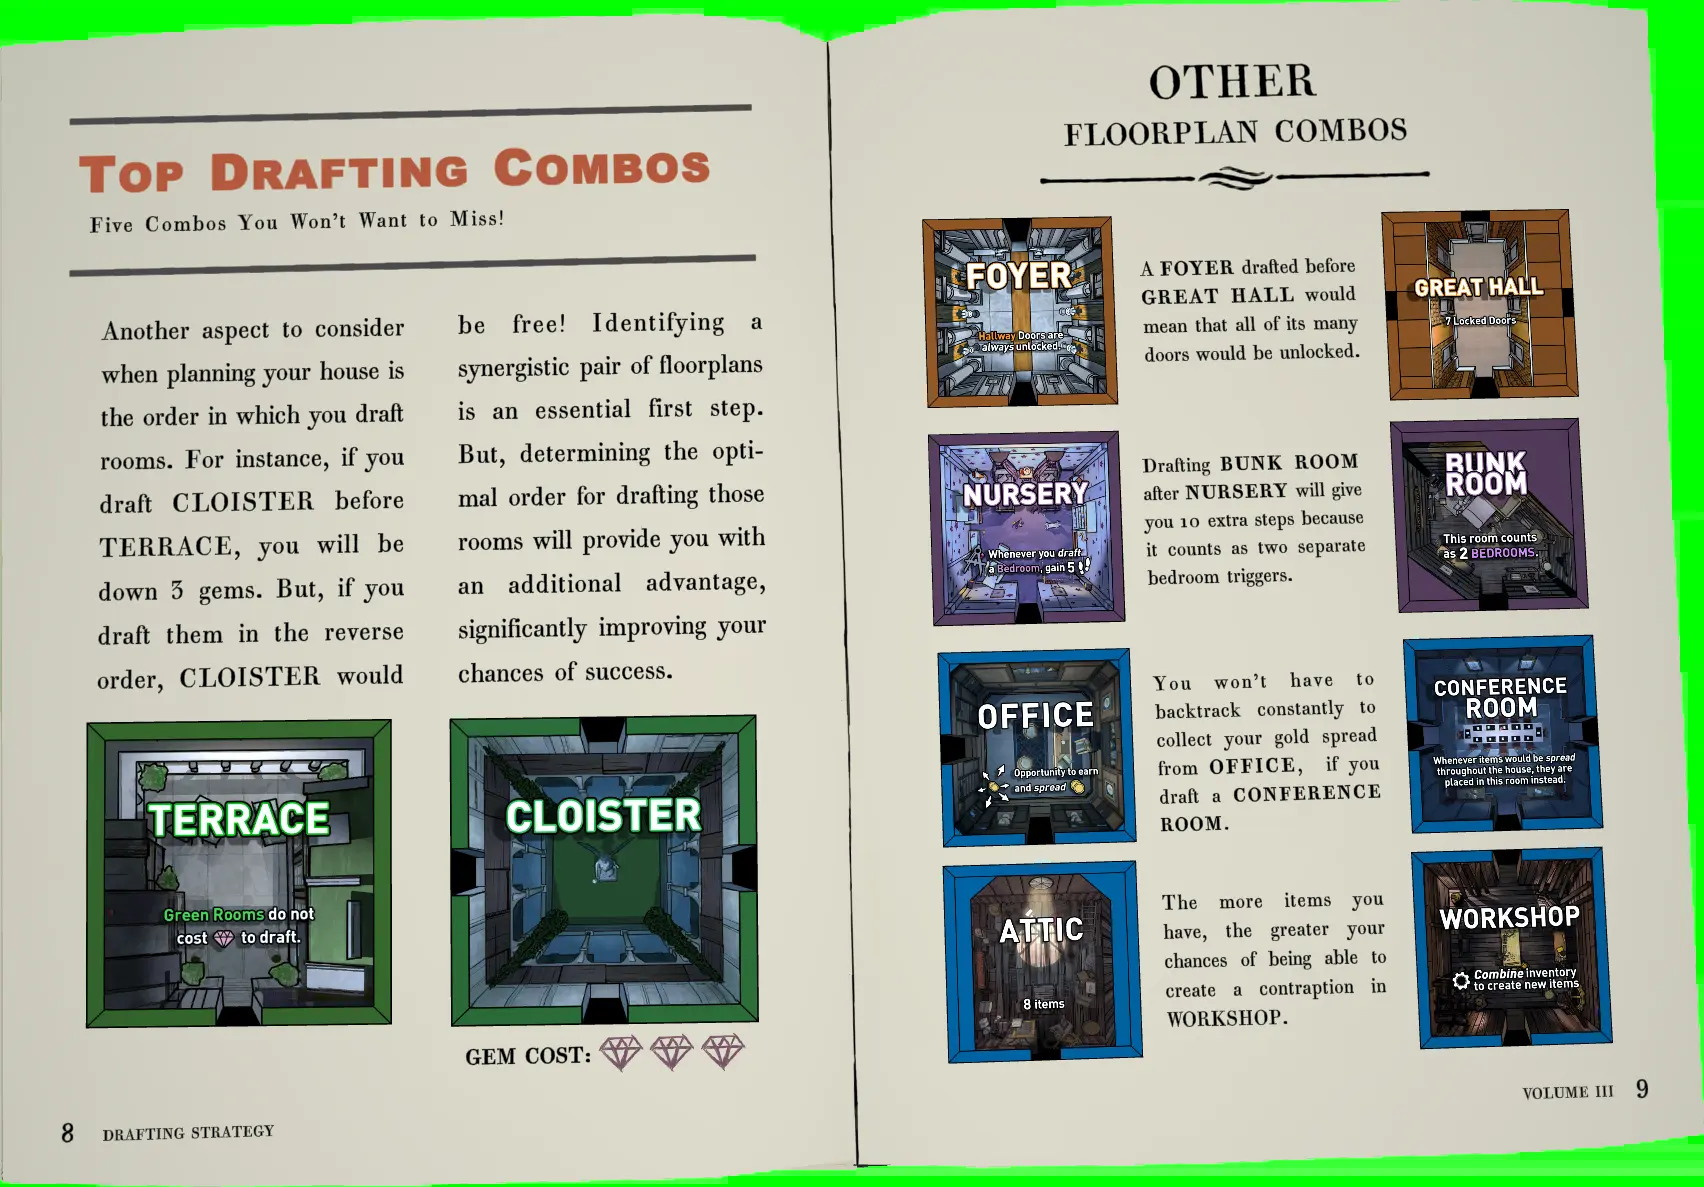 TOP DRAFTING COMBOS
Five Combos You Won't Want to Miss!
Another aspect to consider
when planning your house is
the order in which you draft
rooms. For instance, if you
draft CLOISTER before
TERRACE, you will be
down 3 gems. But, if you
draft them in the reverse
order, CLOISTER would
be free! Identifying a
synergistic pair of floorplans
is an essential first step.
But, determining the opti-
mal order for drafting those
rooms will provide you with
an additional advantage,
significantly improving your
chances of success.
TERRACE
Green Rooms do not
cost to draft.
CLOISTER
GEM COST:
8 DRAFTING STRATEGY
OTHER
FLOORPLAN COMBOS
FOYER
Hallway Doors are
always unlocked.
A FOYER drafted before
GREAT HALL would
mean that all of its many
doors would be unlocked.
GREAT HALL
7 Locked Doors
NURSERY
Whenever you draft
a Bedroom, gain 5
Drafting BUNK ROOM
after NURSERY will give
you 10 extra steps because
it counts as two separate
bedroom triggers.
BUNK
ROOM
This room counts
as 2 BEDROOMS.
OFFICE
Opportunity to earn
and spread
You won't have to
backtrack constantly to
collect your gold spread
from OFFICE, if you
draft a CONFERENCE
ROOM.
CONFERENCE
ROOM
Whenever items would be spread
throughout the house, they are
placed in this room instead.
ATTIC
8 items
The more items you
have, the greater your
chances of being able to
create a contraption in
WORKSHOP.
WORKSHOP
Combine inventory
to create new items
VOLUME III 9